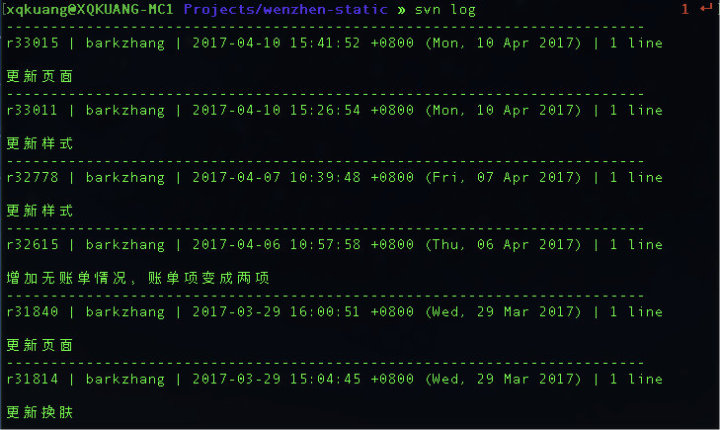 [xqkuang@XQKUANG-MC1 Projects/wenzhen-static » svn log 1 ↵
------------------------------------------------------------------------
r33015 | barkzhang | 2017-04-10 15:41:52 +0800 (Mon, 10 Apr 2017) | 1 line
更新页面
------------------------------------------------------------------------
r33011 | barkzhang | 2017-04-10 15:26:54 +0800 (Mon, 10 Apr 2017) | 1 line
更新样式
------------------------------------------------------------------------
r32778 | barkzhang | 2017-04-07 10:39:48 +0800 (Fri, 07 Apr 2017) | 1 line
更新样式
------------------------------------------------------------------------
r32615 | barkzhang | 2017-04-06 10:57:58 +0800 (Thu, 06 Apr 2017) | 1 line
增加无账单情况，账单项变成两项
------------------------------------------------------------------------
r31840 | barkzhang | 2017-03-29 16:00:51 +0800 (Wed, 29 Mar 2017) | 1 line
更新页面
------------------------------------------------------------------------
r31814 | barkzhang | 2017-03-29 15:04:45 +0800 (Wed, 29 Mar 2017) | 1 line
更新换肤